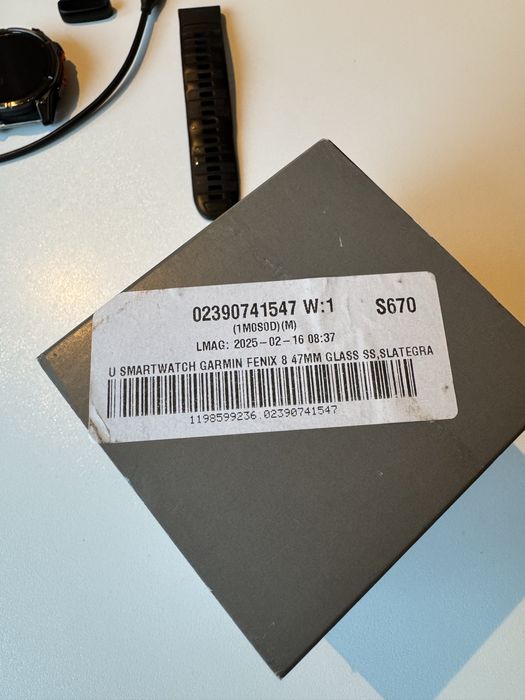 02390741547 W:1 S670
(1M0S0D)(M)
LMAG: 2025-02-16 08:37
U SMARTWATCH GARMIN FENIX 8 47MM GLASS SS,SLATEGRA
1198599236.02390741547